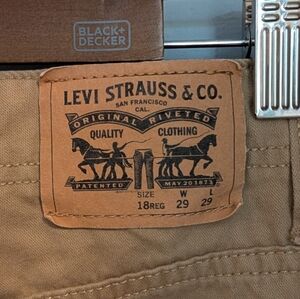 BLACK+
DECKER
LEVI STRAUSS & CO.
SAN FRANCISCO
CAL.
ORIGINAL RIVETED
QUALITY CLOTHING
PATENTED MAY 20 1873
SIZE W L
18REG 29 29